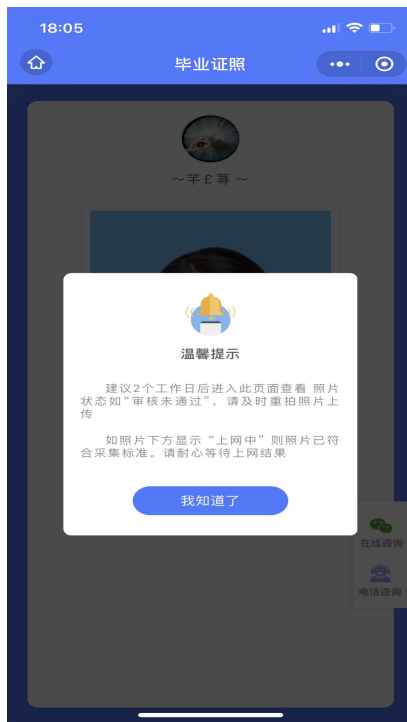 18:05
毕业证照
～芊￡荨～
温馨提示
建议2个工作日后进入此页面查看 照片
状态如“审核未通过”，请及时重拍照片上
传
如照片下方显示“上网中”则照片已符
合采集标准。请耐心等待上网结果
我知道了
在线咨询
电话咨询